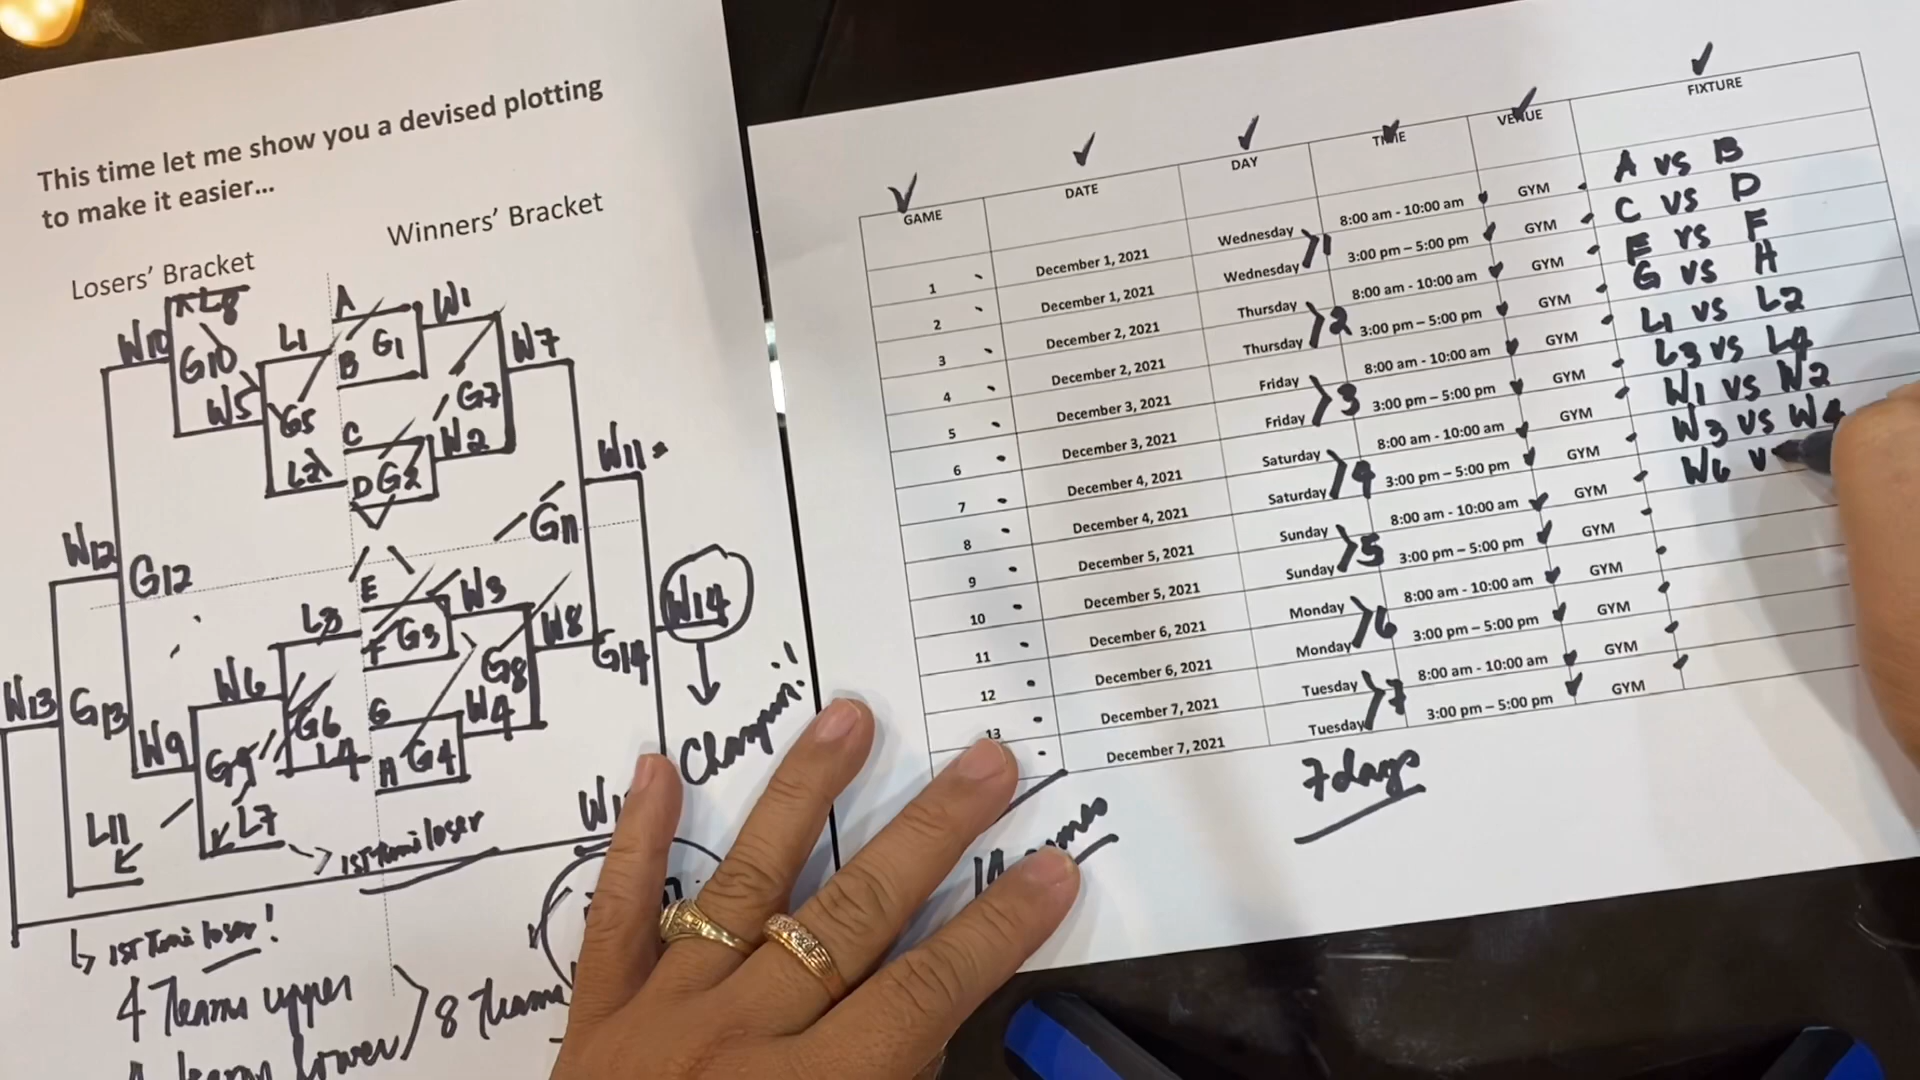 This time let me show you a devised plotting
to make it easier...
Losers' Bracket
Winners' Bracket
L8
A
W1
W10
L1
G10
B
G1
W7
W5
G5
G7
C
W2
L2
D
G2
W11
W12
G11
G12
E
W3
L3
W14
F
G3
W8
G14
W6
G8
W13
G13
G6
G
W4
W9
G9
L4
H
G4
Champion!!
L11
L7
1ST Time loser
1ST Time loser!
4 Teams upper
8 Teams
lower
GAME DATE DAY TIME VENUE FIXTURE
1 December 1, 2021 Wednesday 8:00 am - 10:00 am GYM A vs B
2 December 1, 2021 Wednesday 1 3:00 pm – 5:00 pm GYM C vs D
3 December 2, 2021 Thursday 8:00 am - 10:00 am GYM E vs F
4 December 2, 2021 Thursday 2 3:00 pm – 5:00 pm GYM G vs H
5 December 3, 2021 Friday 8:00 am - 10:00 am GYM L1 vs L2
6 December 3, 2021 Friday 3 3:00 pm – 5:00 pm GYM L3 vs L4
7 December 4, 2021 Saturday 8:00 am - 10:00 am GYM W1 vs W2
8 December 4, 2021 Saturday 4 3:00 pm – 5:00 pm GYM W3 vs W4
9 December 5, 2021 Sunday 8:00 am - 10:00 am GYM W6 v
10 December 5, 2021 Sunday 5 3:00 pm – 5:00 pm GYM
11 December 6, 2021 Monday 8:00 am - 10:00 am GYM
12 December 6, 2021 Monday 6 3:00 pm – 5:00 pm GYM
13 December 7, 2021 Tuesday 8:00 am - 10:00 am GYM
December 7, 2021 Tuesday 7 3:00 pm – 5:00 pm GYM
7 days